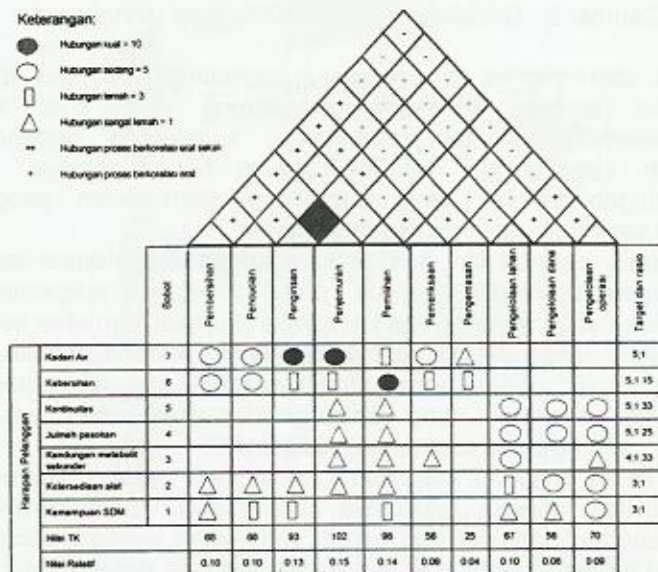 Keterangan:
Hubungan kuat = 10
Hubungan sedang = 5
Hubungan lemah = 3
Hubungan sangat lemah = 1
++ Hubungan proses berkorelasi erat sekali
+ Hubungan proses berkorelasi erat
Bobot
Pembersihan
Pencucian
Pengirisan
Penjemuran
Pemilihan
Pemeriksaan
Pengemasan
Pengelolaan lahan
Pengelolaan dana
Pengelolaan operasi
Target dan rasio
Harapan Pelanggan
Kadar Air 5;1
Kebersihan 6 5;1.15
Kontinuitas 5 5;1.33
Jumlah pasokan 4 5;1.25
Kandungan metabolit sekunder 3 4;1.33
Ketersediaan alat 2 3;1
Kemampuan SDM 1 3;1
Nilai TK 68 93 102 98 58 25 67 56 70
Nilai Relatif 0.10 0.10 0.13 0.15 0.14 0.09 0.04 0.10 0.09